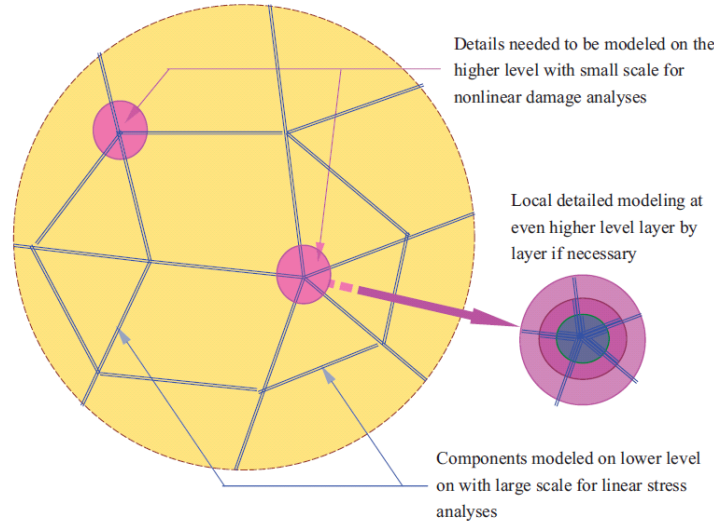 Details needed to be modeled on the
higher level with small scale for
nonlinear damage analyses
Local detailed modeling at
even higher level layer by
layer if necessary
Components modeled on lower level
on with large scale for linear stress
analyses